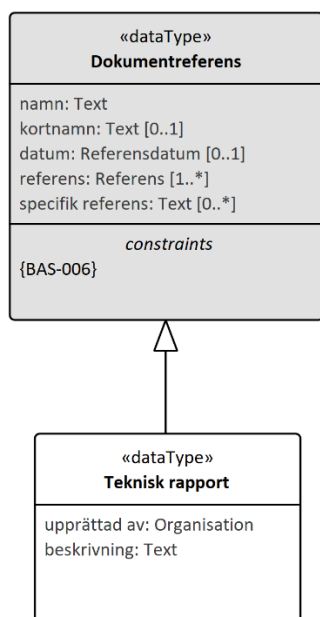 «dataType»
Dokumentreferens
namn: Text
kortnamn: Text [0..1]
datum: Referensdatum [0..1]
referens: Referens [1..*]
specifik referens: Text [0..*]
constraints
{BAS-006}
«dataType»
Teknisk rapport
upprättad av: Organisation
beskrivning: Text